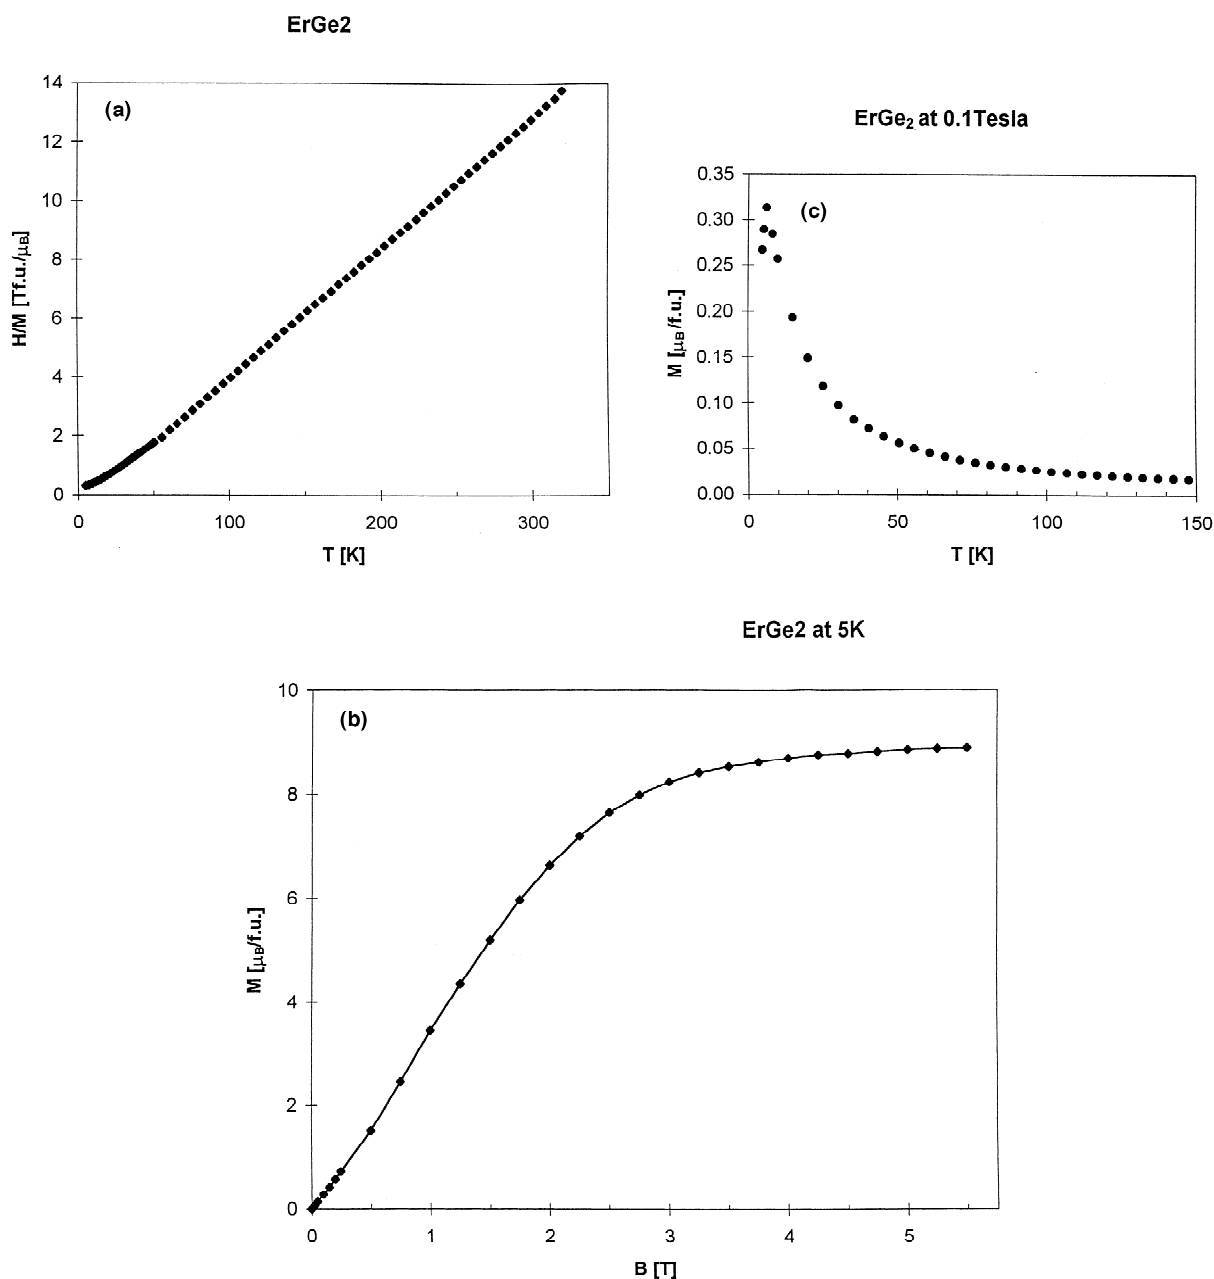 ErGe2
(a)
14
12
10
8
6
4
2
0
H/M [Tf.u./μB]
0 100 200 300
T [K]
ErGe₂ at 0.1Tesla
(c)
0.35
0.30
0.25
0.20
0.15
0.10
0.05
0.00
M [μB/f.u.]
0 50 100 150
T [K]
ErGe2 at 5K
(b)
10
8
6
4
2
0
M [μB/f.u.]
0 1 2 3 4 5
B [T]